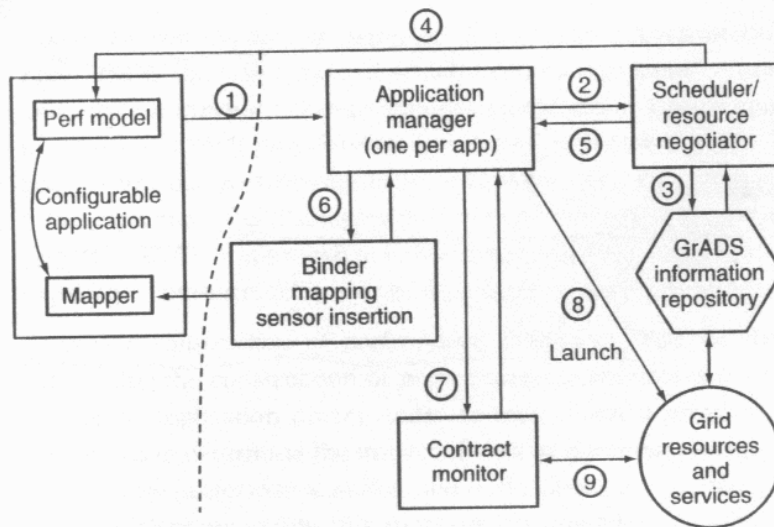 4
1
Perf model
Configurable
application
Mapper
Application
manager
(one per app)
2
5
Scheduler/
resource
negotiator
3
6
Binder
mapping
sensor insertion
GrADS
information
repository
8
Launch
7
Contract
monitor
9
Grid
resources
and
services